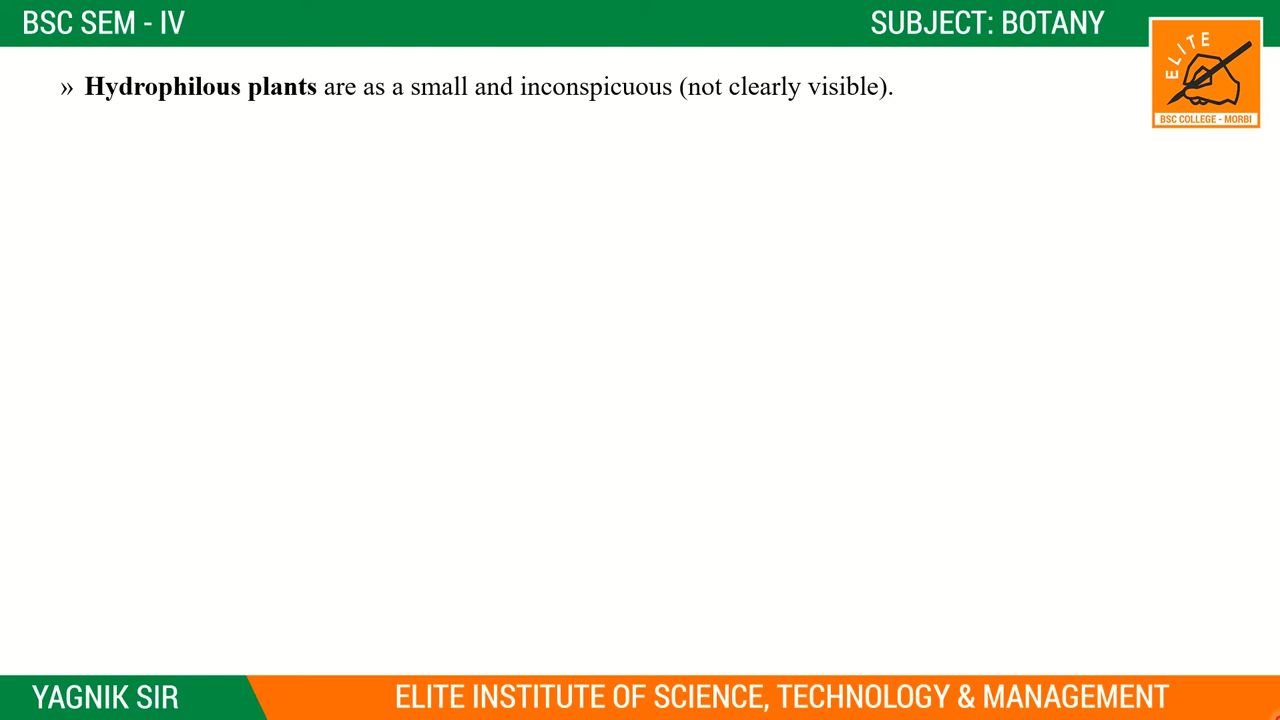 BSC SEM - IV
SUBJECT: BOTANY
ELITE
BSC COLLEGE - MORBI
» Hydrophilous plants are as a small and inconspicuous (not clearly visible).
YAGNIK SIR
ELITE INSTITUTE OF SCIENCE, TECHNOLOGY & MANAGEMENT